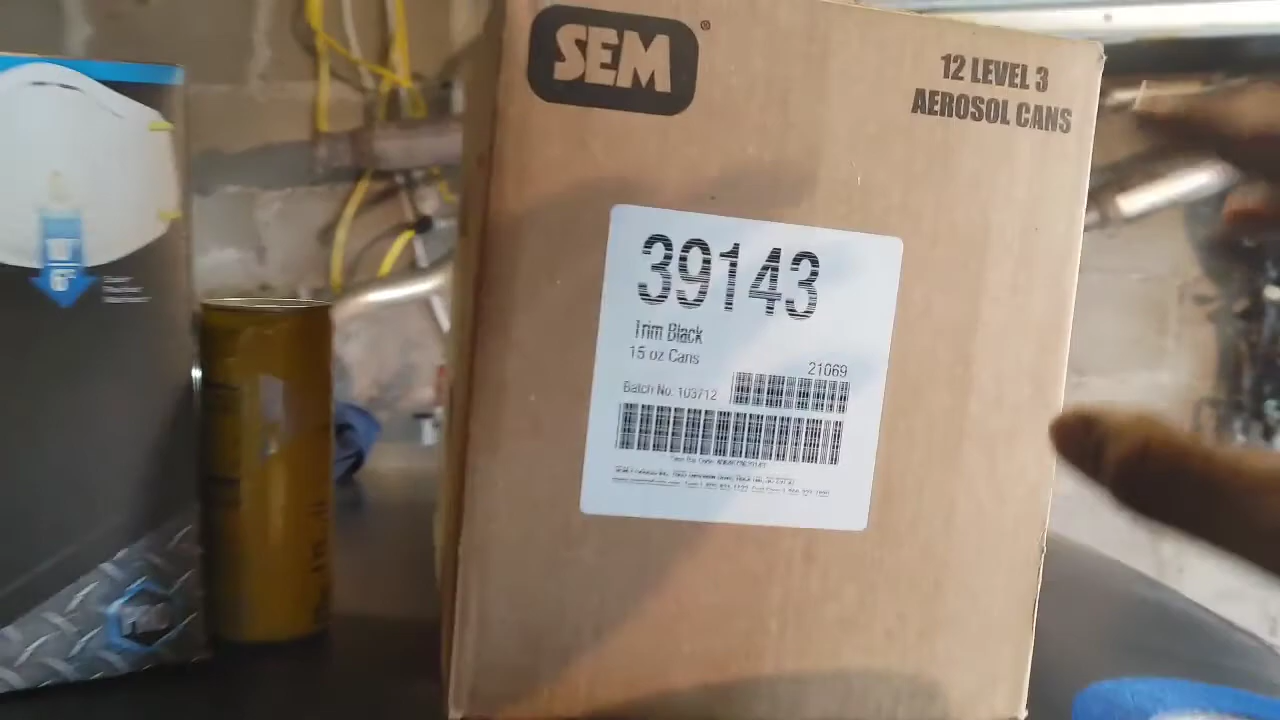 SEM®
12 LEVEL 3
AEROSOL CANS
39143
Trim Black
15 oz Cans
21069
Batch No. 103712